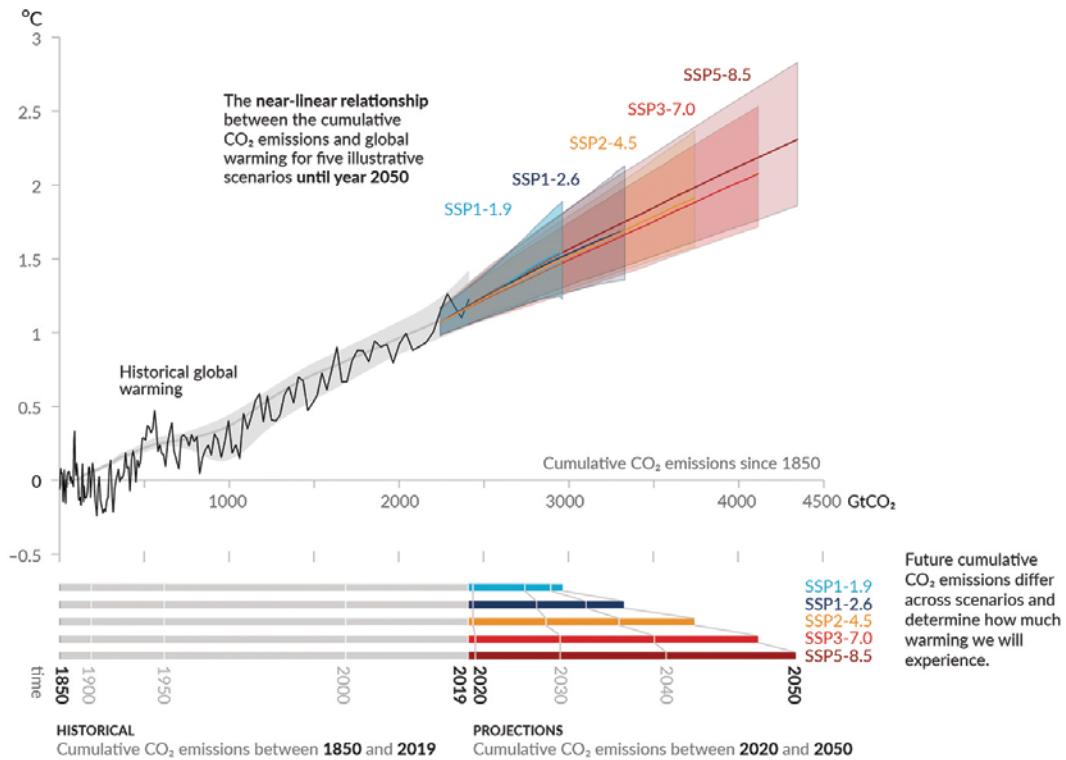 °C
3
2.5
2
1.5
1
0.5
0
−0.5
The near-linear relationship
between the cumulative
CO₂ emissions and global
warming for five illustrative
scenarios until year 2050
SSP5-8.5
SSP3-7.0
SSP2-4.5
SSP1-2.6
SSP1-1.9
Historical global
warming
Cumulative CO₂ emissions since 1850
1000
2000
3000
4000
4500 GtCO₂
SSP1-1.9
SSP1-2.6
SSP2-4.5
SSP3-7.0
SSP5-8.5
Future cumulative
CO₂ emissions differ
across scenarios and
determine how much
warming we will
experience.
time
1850
1900
1950
2000
2019
2020
2030
2040
2050
HISTORICAL
Cumulative CO₂ emissions between 1850 and 2019
PROJECTIONS
Cumulative CO₂ emissions between 2020 and 2050